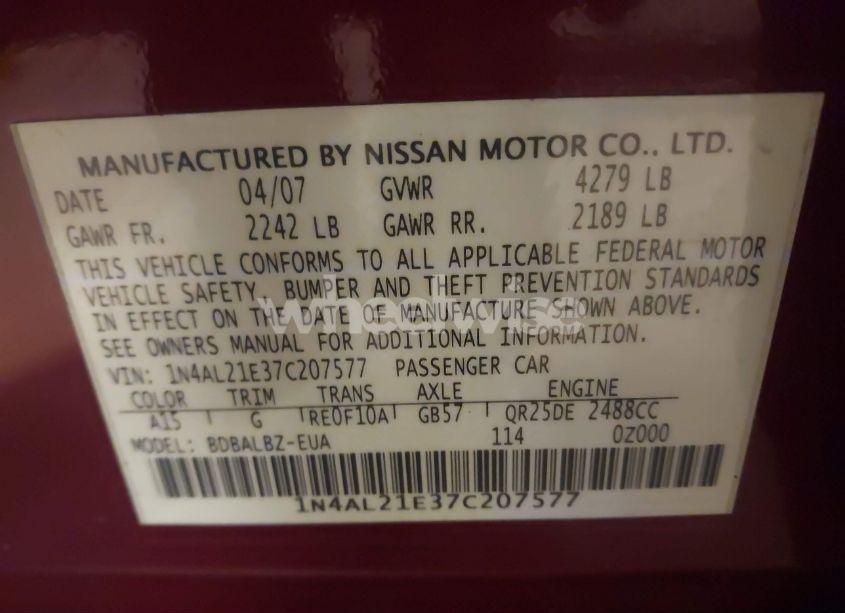 MANUFACTURED BY NISSAN MOTOR CO., LTD.
DATE 04/07 GVWR 4279 LB
GAWR FR. 2242 LB GAWR RR. 2189 LB
THIS VEHICLE CONFORMS TO ALL APPLICABLE FEDERAL MOTOR
VEHICLE SAFETY, BUMPER AND THEFT PREVENTION STANDARDS
IN EFFECT ON THE DATE OF MANUFACTURE SHOWN ABOVE.
SEE OWNERS MANUAL FOR ADDITIONAL INFORMATION.
VIN: 1N4AL21E37C207577 PASSENGER CAR
COLOR TRIM TRANS AXLE ENGINE
A15 G RE0F10A GB57 QR25DE 2488CC
MODEL: BDBALBZ-EUA 114 0Z000
1N4AL21E37C207577
wheelwise